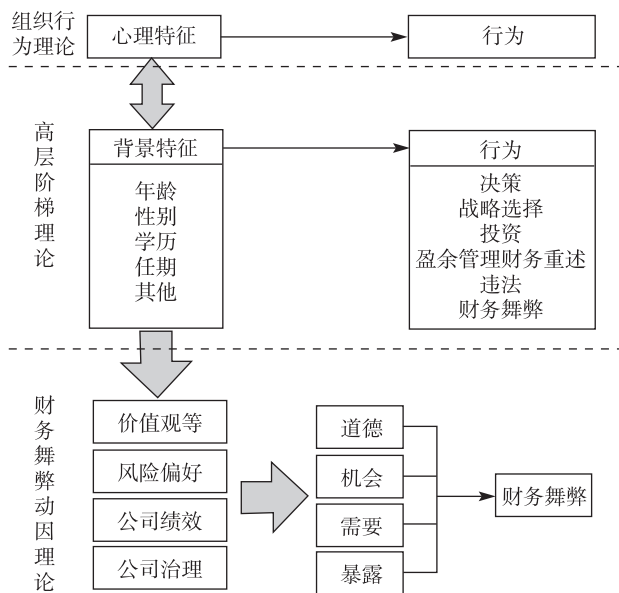 组织行
为理论
心理特征
行为
高层阶梯理论
背景特征
年龄
性别
学历
任期
其他
行为
决策
战略选择
投资
盈余管理财务重述
违法
财务舞弊
财务舞弊动因理论
价值观等
风险偏好
公司绩效
公司治理
道德
机会
需要
暴露
财务舞弊